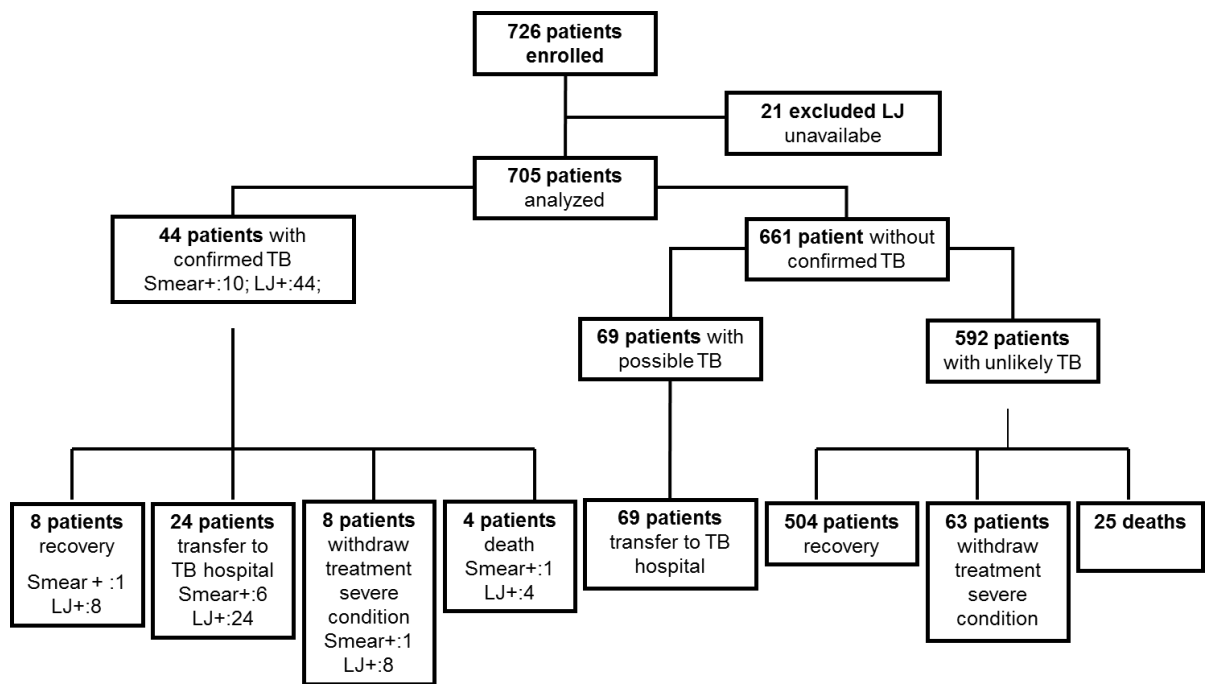 726 patients
enrolled
21 excluded LJ
unavailabe
705 patients
analyzed
44 patients with
confirmed TB
Smear+:10; LJ+:44;
661 patient without
confirmed TB
69 patients with
possible TB
592 patients
with unlikely TB
8 patients
recovery
Smear + :1
LJ+:8
24 patients
transfer to
TB hospital
Smear+:6
LJ+:24
8 patients
withdraw
treatment
severe
condition
Smear+:1
LJ+:8
4 patients
death
Smear+:1
LJ+:4
69 patients
transfer to TB
hospital
504 patients
recovery
63 patients
withdraw
treatment
severe
condition
25 deaths